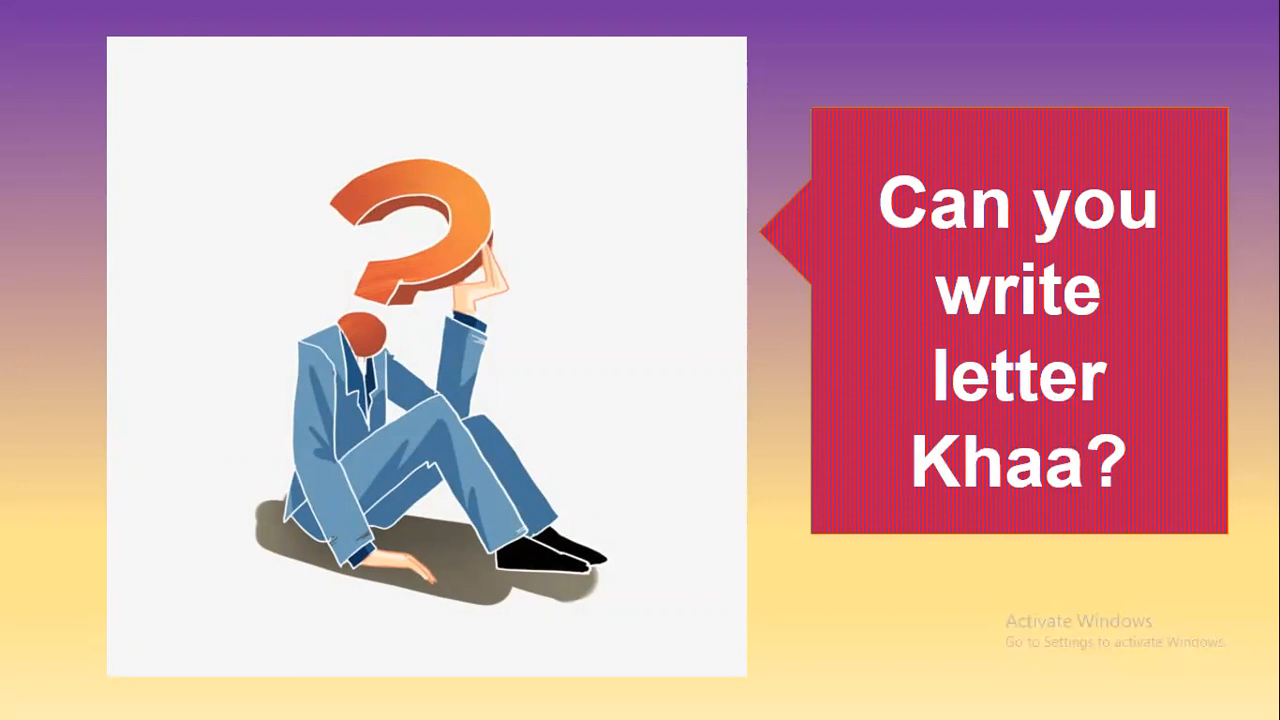 Can you
write
letter
Khaa?
Activate Windows
Go to Settings to activate Windows.